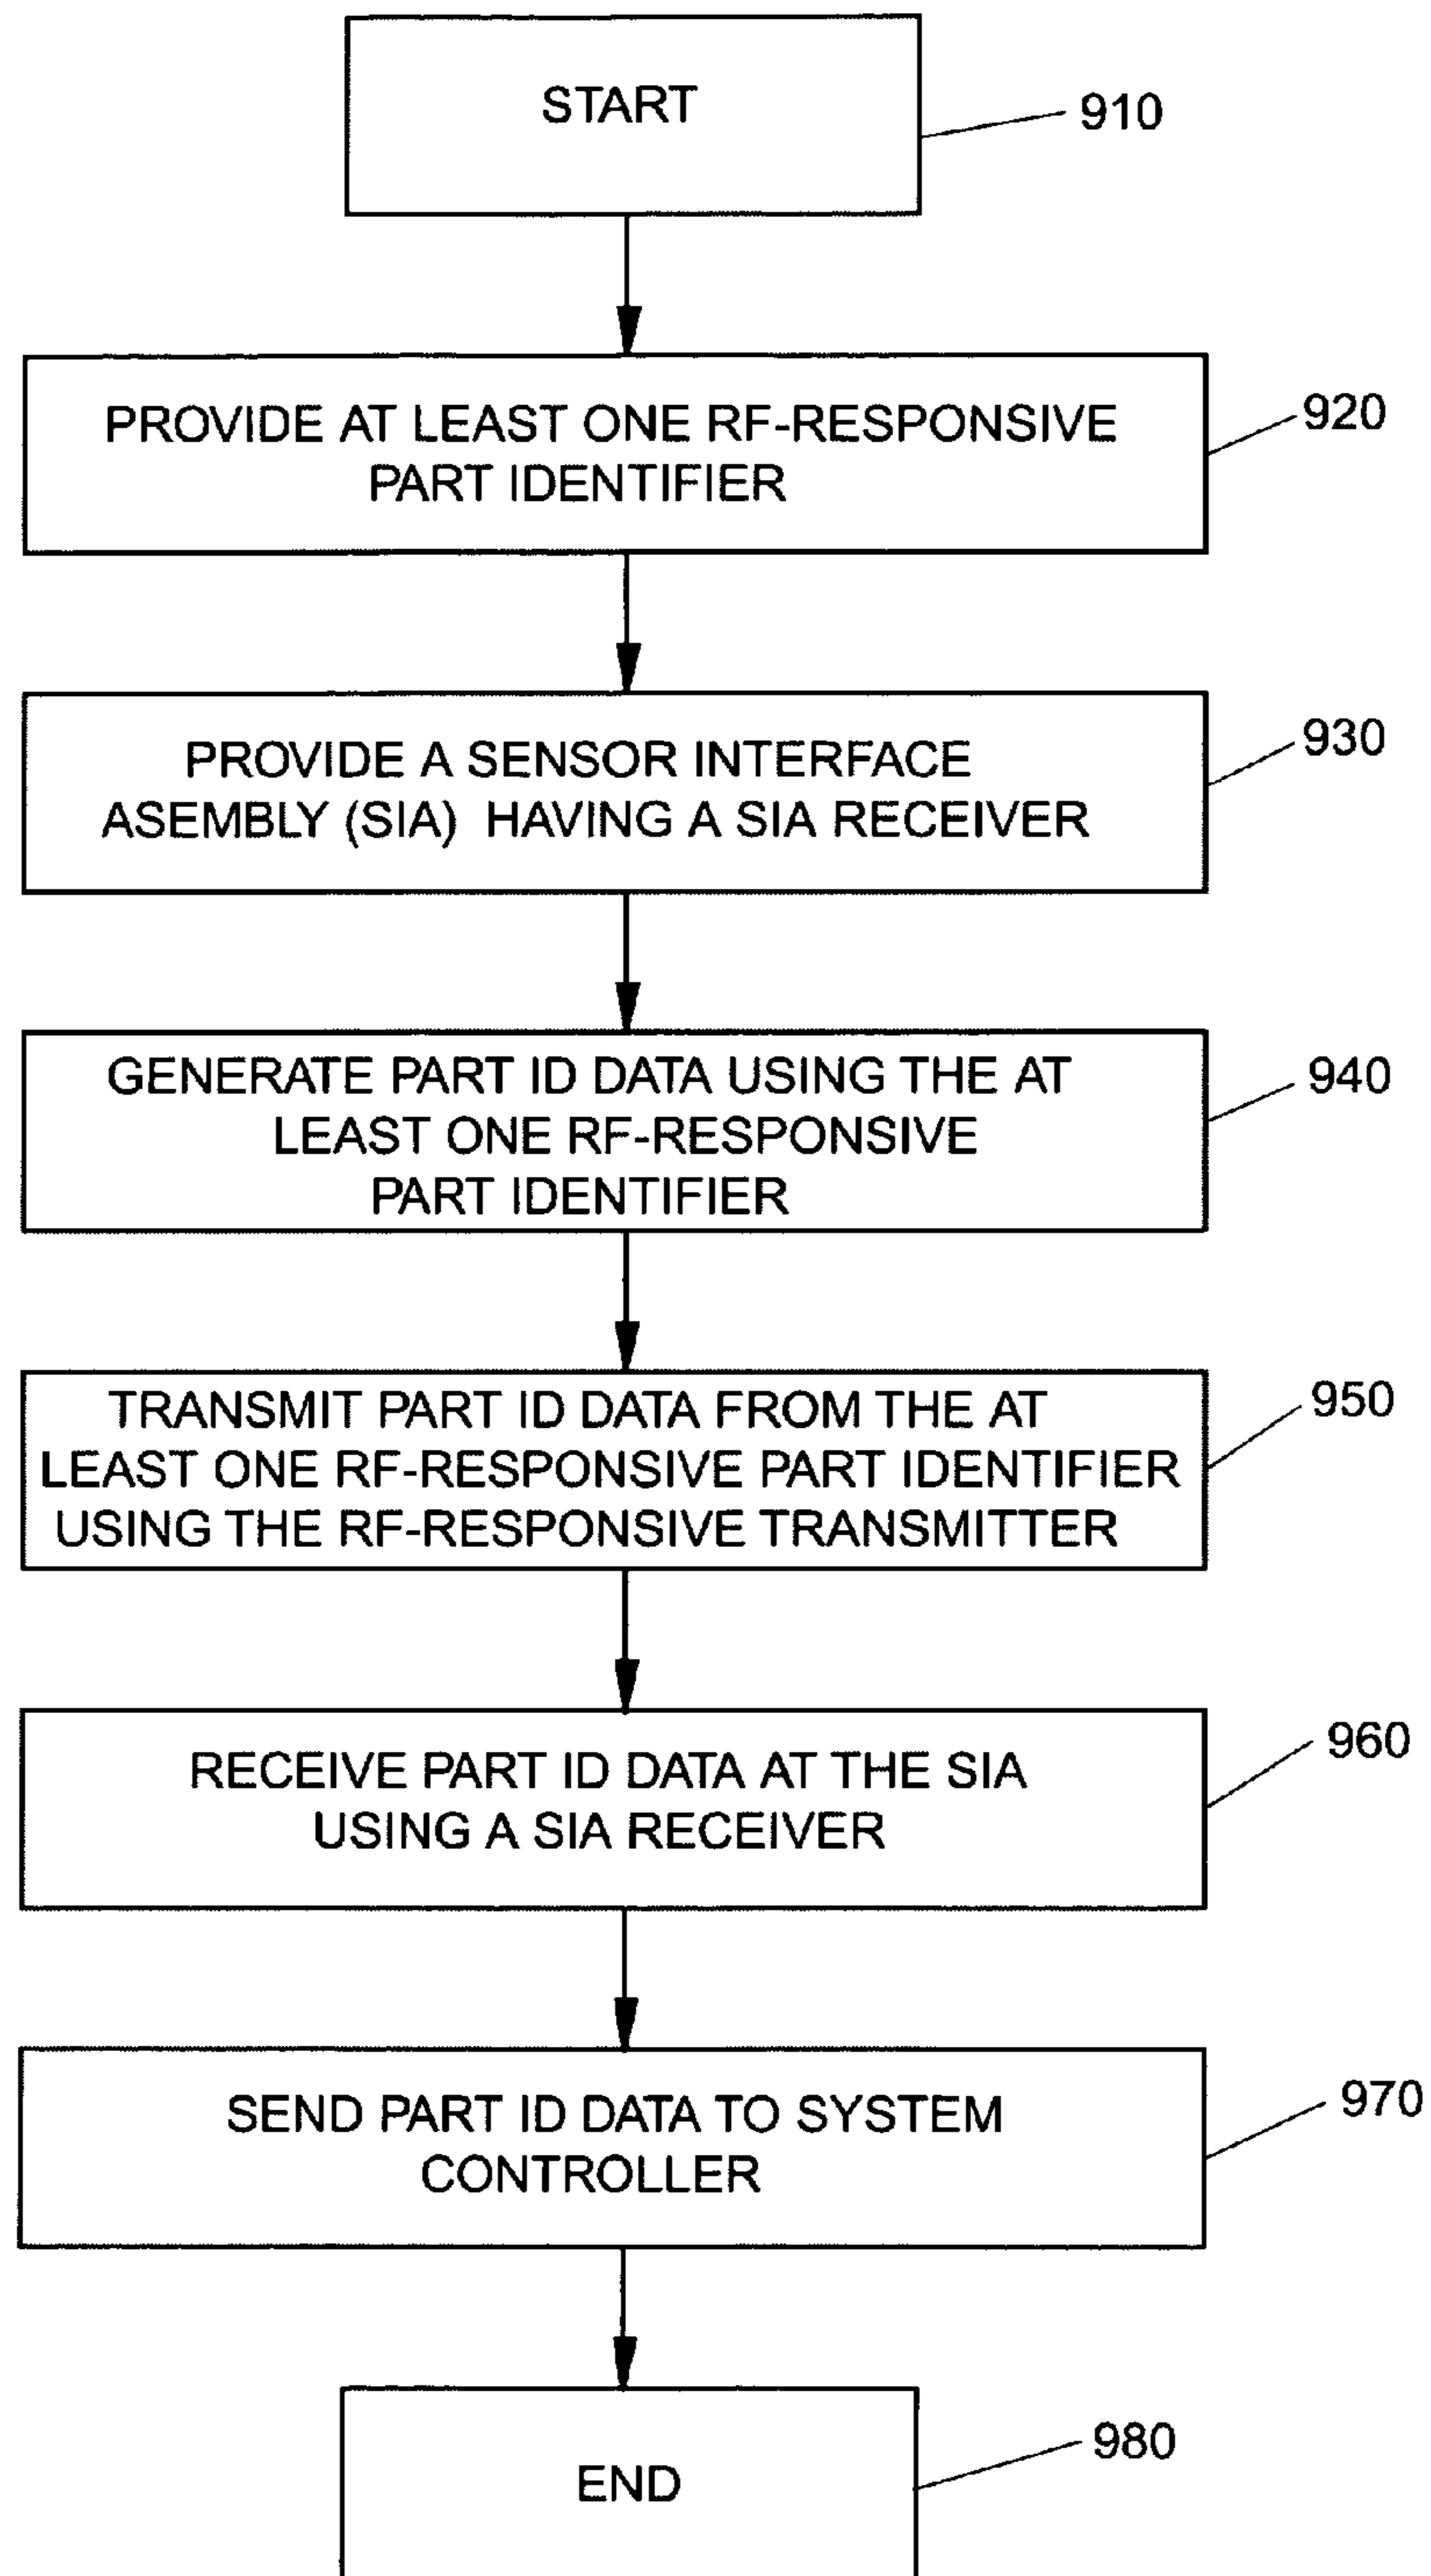 START
910
PROVIDE AT LEAST ONE RF-RESPONSIVE
PART IDENTIFIER
920
PROVIDE A SENSOR INTERFACE
ASEMBLY (SIA) HAVING A SIA RECEIVER
930
GENERATE PART ID DATA USING THE AT
LEAST ONE RF-RESPONSIVE
PART IDENTIFIER
940
TRANSMIT PART ID DATA FROM THE AT
LEAST ONE RF-RESPONSIVE PART IDENTIFIER
USING THE RF-RESPONSIVE TRANSMITTER
950
RECEIVE PART ID DATA AT THE SIA
USING A SIA RECEIVER
960
SEND PART ID DATA TO SYSTEM
CONTROLLER
970
END
980